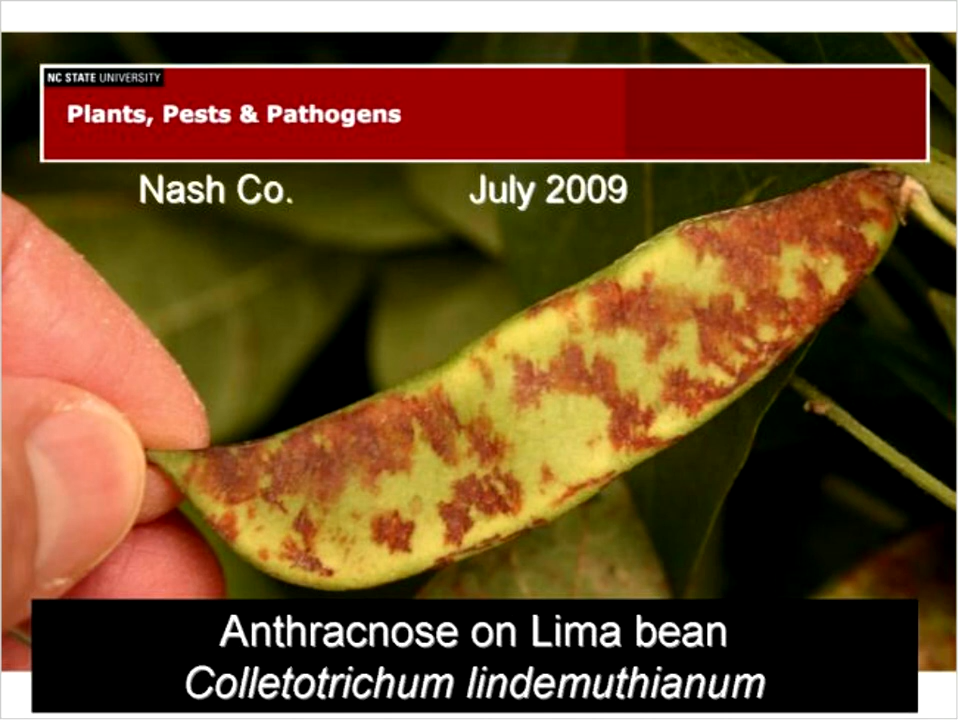 NC STATE UNIVERSITY
Plants, Pests & Pathogens
Nash Co. July 2009
Anthracnose on Lima bean
Colletotrichum lindemuthianum